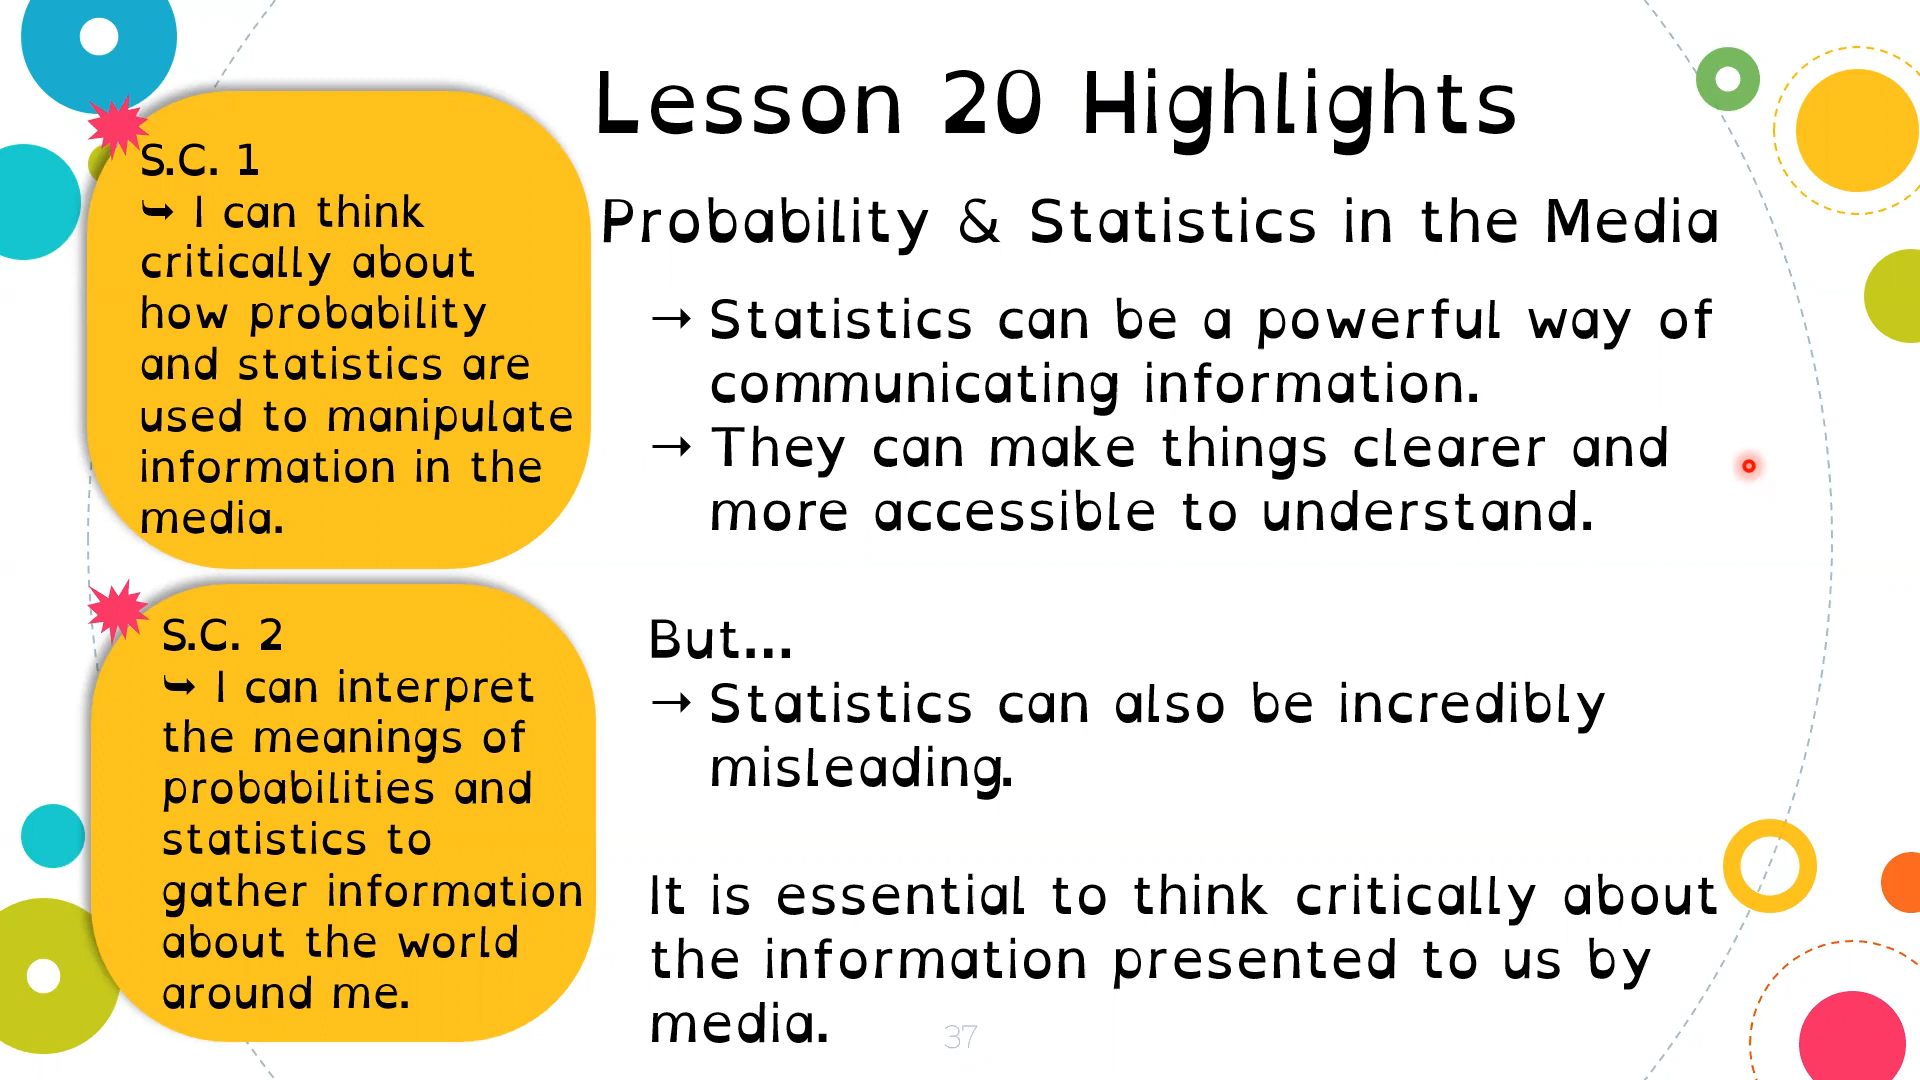 Lesson 20 Highlights
S.C. 1
⮩ I can think
critically about
how probability
and statistics are
used to manipulate
information in the
media.
S.C. 2
⮩ I can interpret
the meanings of
probabilities and
statistics to
gather information
about the world
around me.
Probability & Statistics in the Media
→ Statistics can be a powerful way of
communicating information.
→ They can make things clearer and
more accessible to understand.
But...
→ Statistics can also be incredibly
misleading.
It is essential to think critically about
the information presented to us by
media.
37